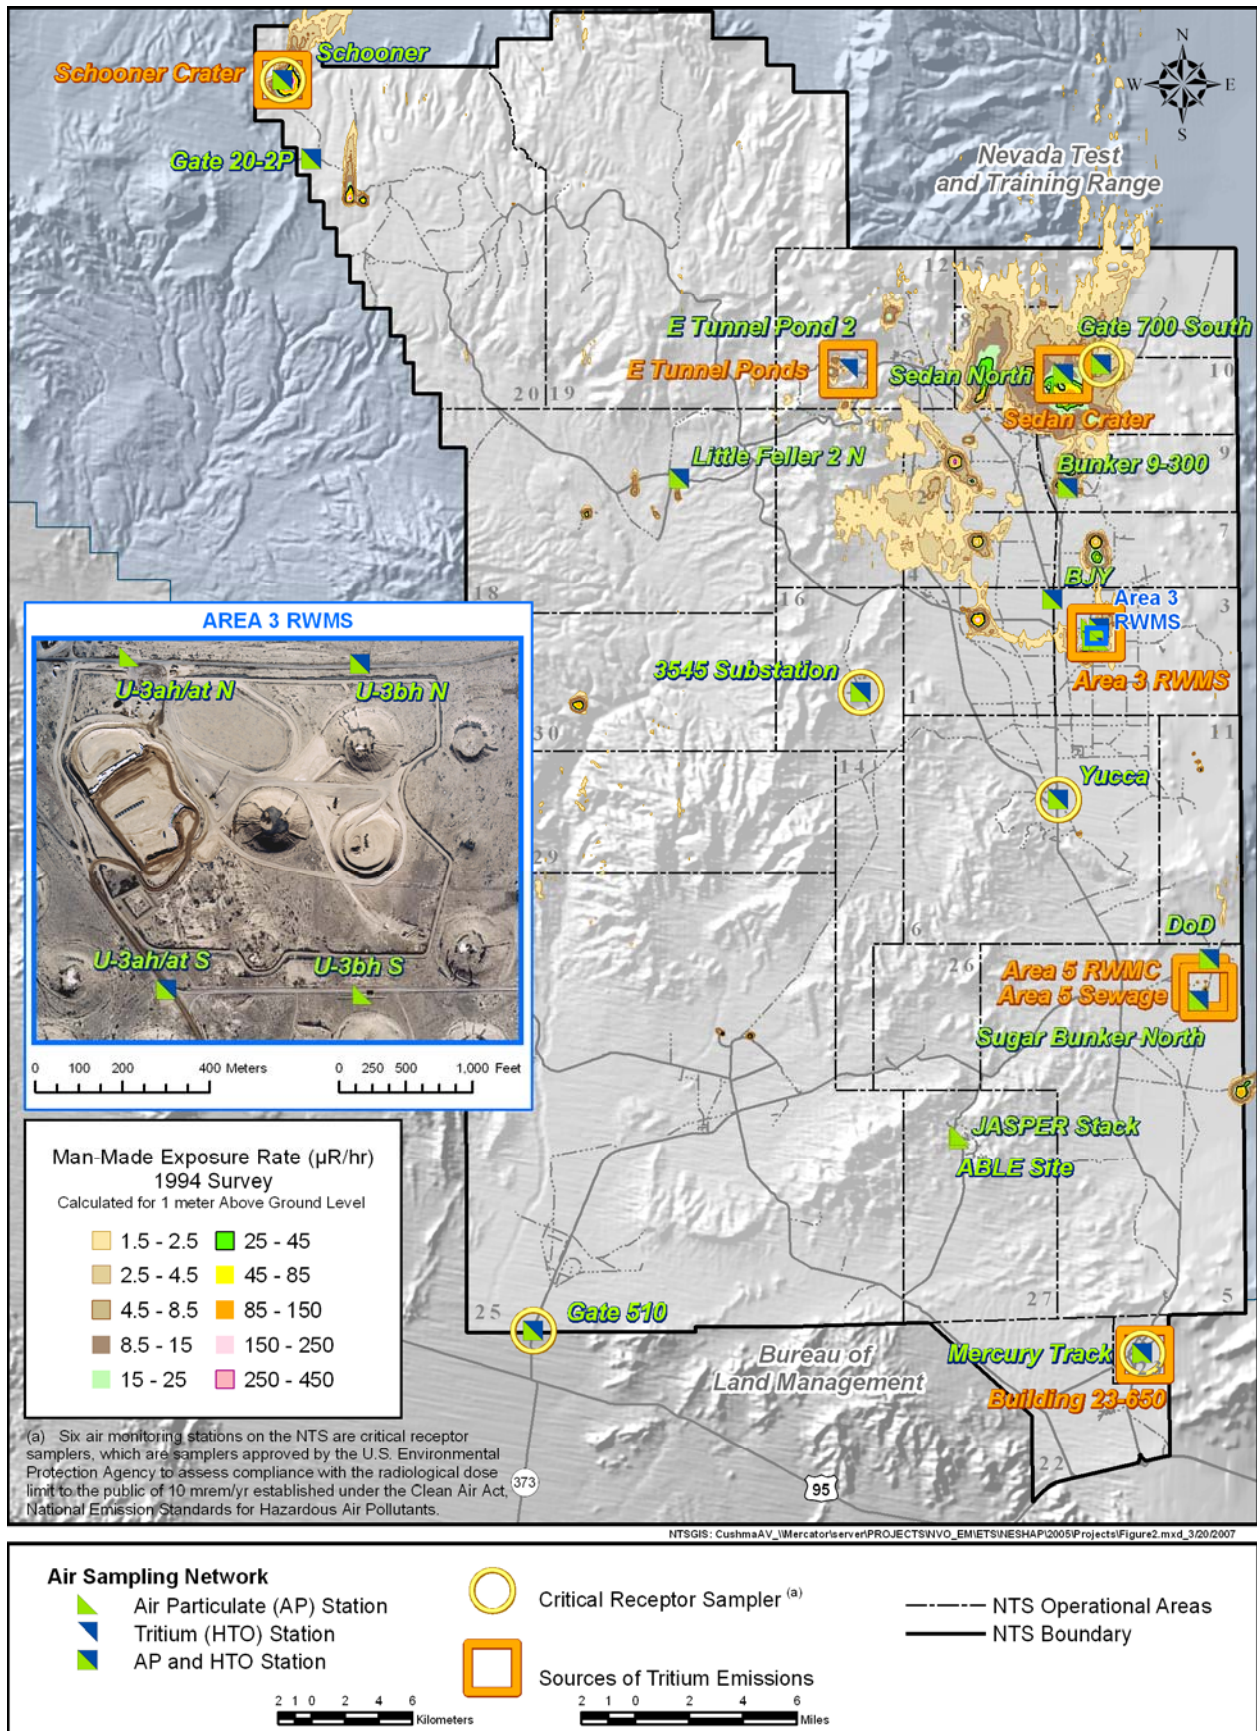 N
W
E
S
Schooner
Schooner Crater
Gate 20-2P
Nevada Test
and Training Range
12
15
8
E Tunnel Pond 2
Gate 700 South
E Tunnel Ponds
Sedan North
10
20
19
Sedan Crater
Little Feller 2 N
Bunker 9-300
9
2
7
4
BJY
18
16
Area 3
RWMS
3
AREA 3 RWMS
U-3ah/at N
U-3bh N
3545 Substation
Area 3 RWMS
1
30
11
14
Yucca
29
U-3ah/at S
U-3bh S
6
26
DoD
Area 5 RWMC
Area 5 Sewage
Sugar Bunker North
0 100 200 400 Meters
0 250 500 1,000 Feet
JASPER Stack
ABLE Site
Man-Made Exposure Rate (µR/hr)
1994 Survey
Calculated for 1 meter Above Ground Level
1.5 - 2.5 25 - 45
2.5 - 4.5 45 - 85
4.5 - 8.5 85 - 150
8.5 - 15 150 - 250
15 - 25 250 - 450
25
Gate 510
27
5
Bureau of
Land Management
Mercury Track
Building 23-650
22
(a) Six air monitoring stations on the NTS are critical receptor
samplers, which are samplers approved by the U.S. Environmental
Protection Agency to assess compliance with the radiological dose
limit to the public of 10 mrem/yr established under the Clean Air Act,
National Emission Standards for Hazardous Air Pollutants.
373
95
NTSGIS: CushmaAV_\\Mercator\server\PROJECTS\NVO_EM\ETS\NESHAP\2005\Projects\Figure2.mxd_3/20/2007
Air Sampling Network
Air Particulate (AP) Station
Tritium (HTO) Station
AP and HTO Station
Critical Receptor Sampler (a)
Sources of Tritium Emissions
NTS Operational Areas
NTS Boundary
2 1 0 2 4 6
Kilometers
2 1 0 2 4 6
Miles